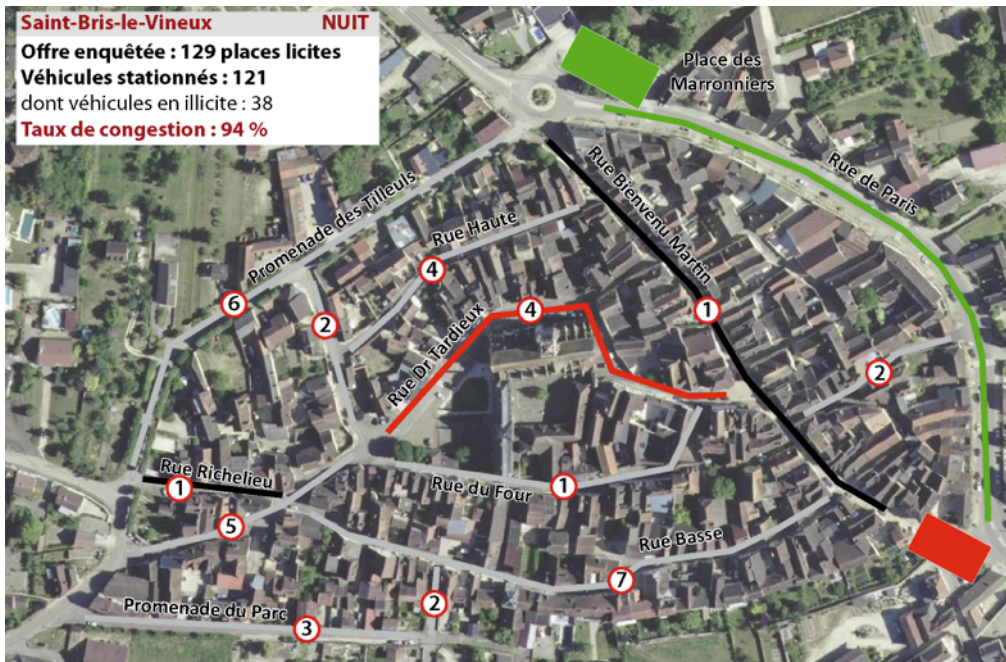 Saint-Bris-le-Vineux NUIT
Offre enquêtée : 129 places licites
Véhicules stationnés : 121
dont véhicules en illicite : 38
Taux de congestion : 94 %
Place des
Marronniers
Rue de Paris
Rue Bienvenu Martin
Promenade des Tilleuls
Rue Haute
4
6
2
4
1
Rue Dr Tardieux
2
Rue Richelieu
1
Rue du Four
1
5
Rue Basse
7
2
Promenade du Parc
3